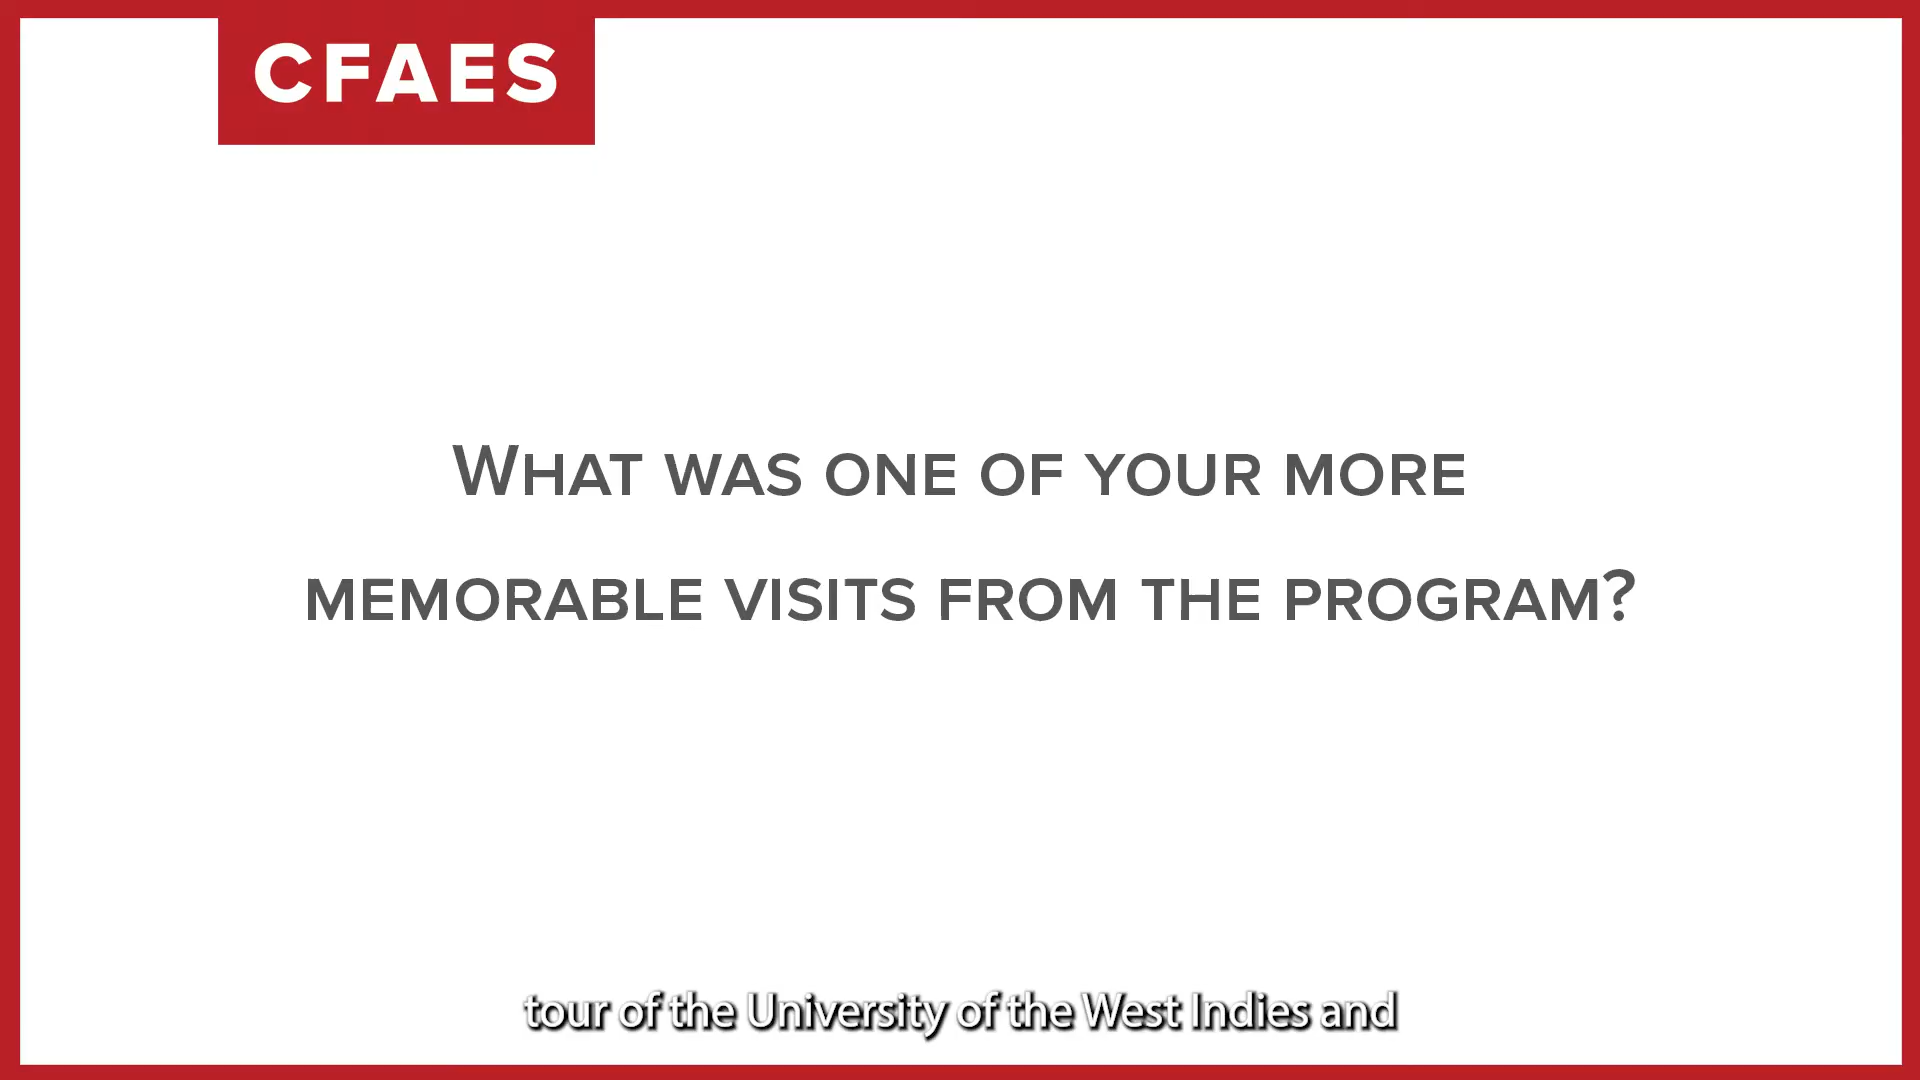 CFAES
What was one of your more
memorable visits from the program?
tour of the University of the West Indies and